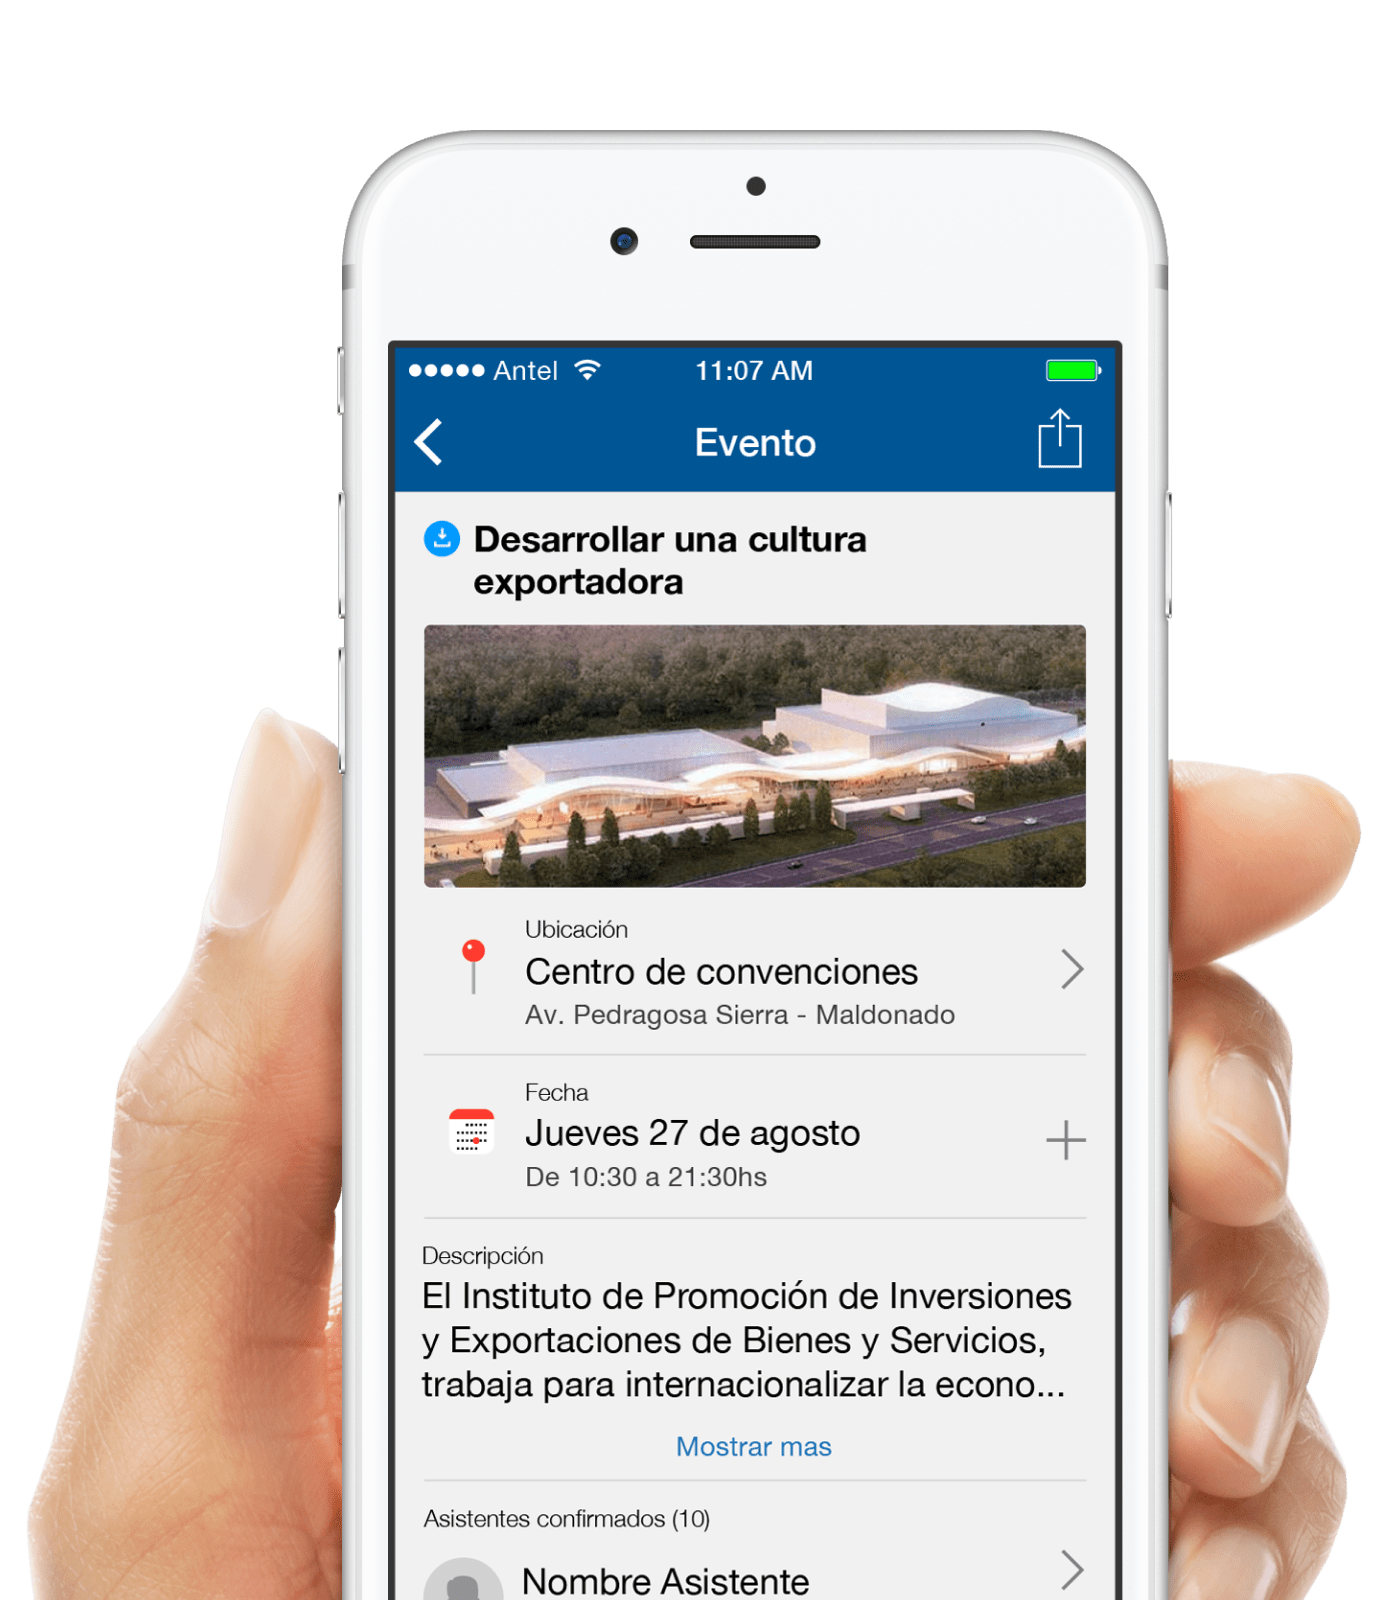 Antel 11:07 AM
Evento
Desarrollar una cultura
exportadora
Ubicación
Centro de convenciones
Av. Pedragosa Sierra - Maldonado
Fecha
Jueves 27 de agosto
De 10:30 a 21:30hs
Descripción
El Instituto de Promoción de Inversiones
y Exportaciones de Bienes y Servicios,
trabaja para internacionalizar la econo...
Mostrar mas
Asistentes confirmados (10)
Nombre Asistente